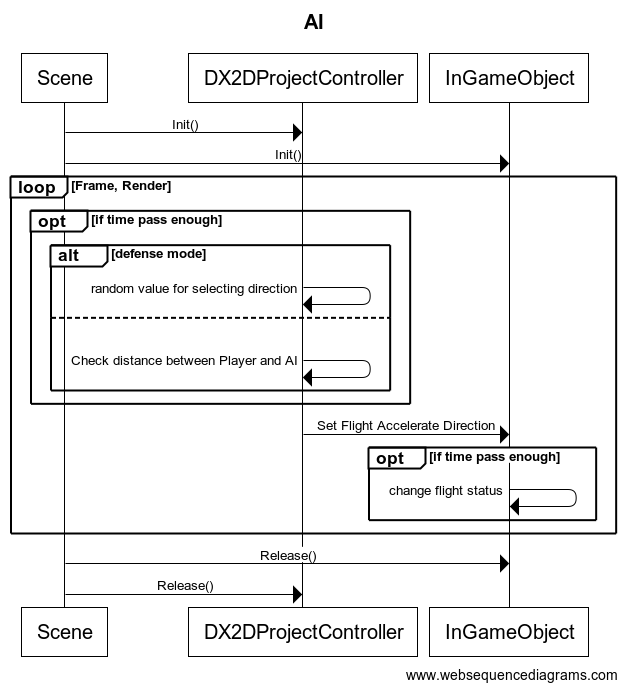 AI
Scene
DX2DProjectController
InGameObject
Init()
Init()
loop [Frame, Render]
opt [if time pass enough]
alt [defense mode]
random value for selecting direction
Check distance between Player and AI
Set Flight Accelerate Direction
opt [if time pass enough]
change flight status
Release()
Release()
Scene
DX2DProjectController
InGameObject
www.websequencediagrams.com